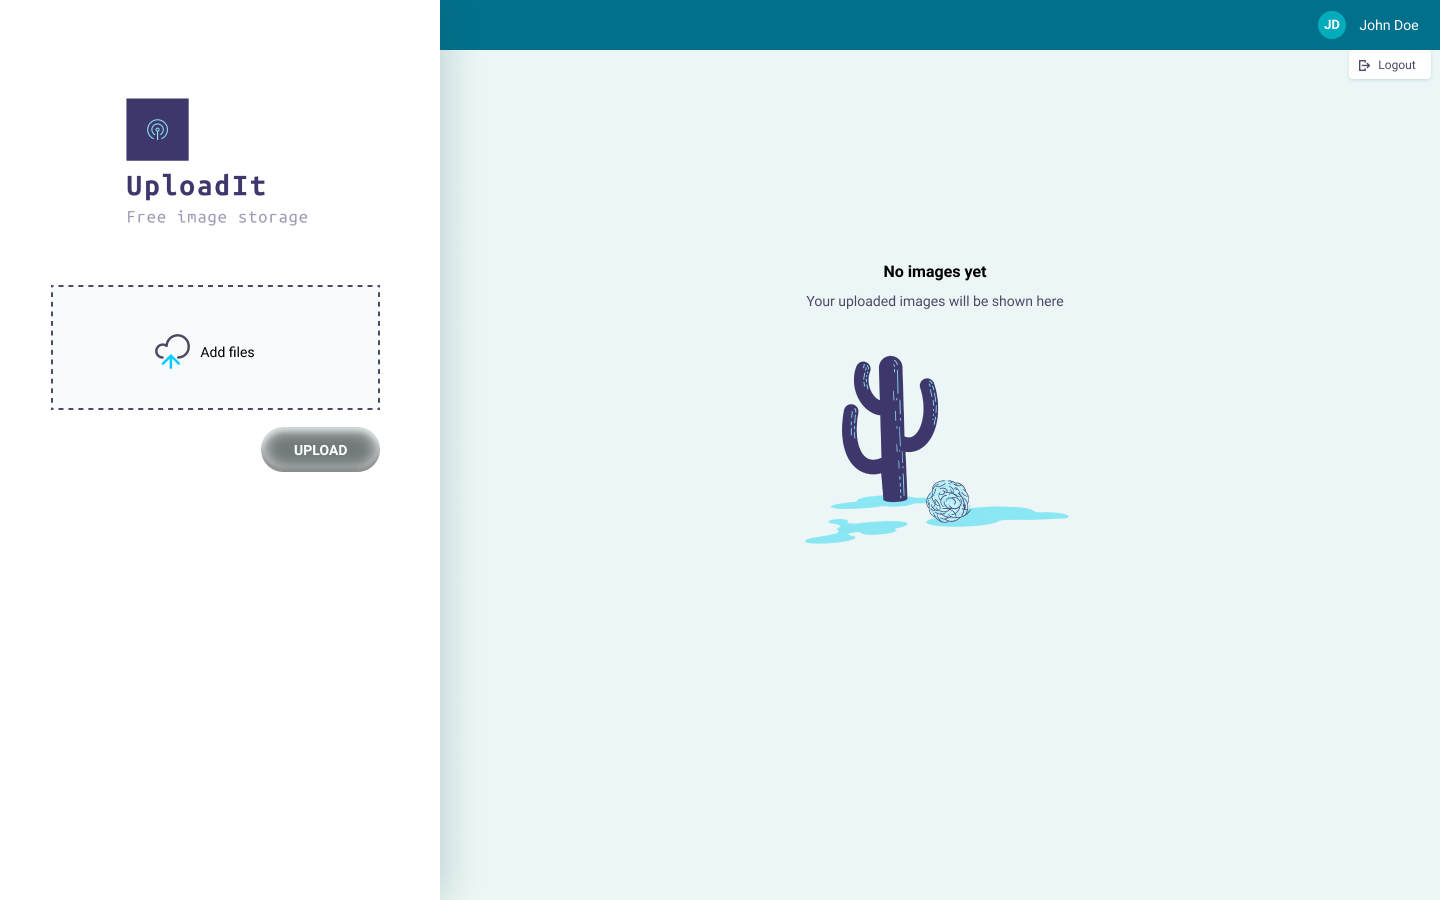 UploadIt
Free image storage
Add files
UPLOAD
JD John Doe
Logout
No images yet
Your uploaded images will be shown here